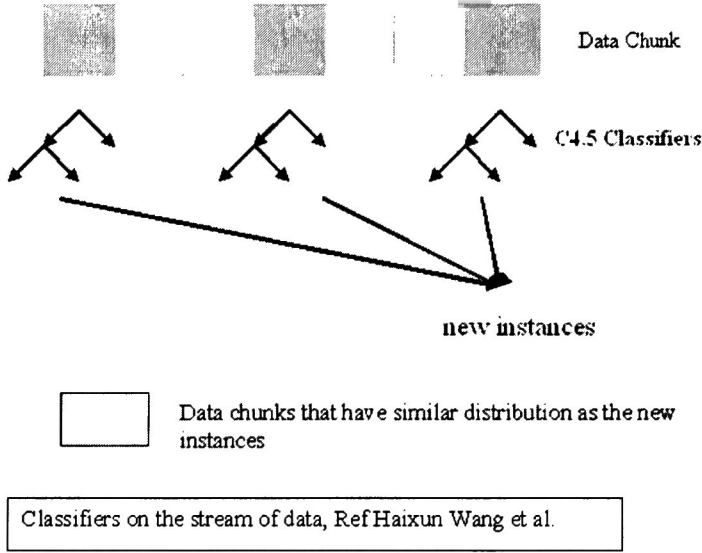 Data Chunk
C4.5 Classifiers
new instances
Data chunks that have similar distribution as the new
instances
Classifiers on the stream of data, Ref Haixun Wang et al.